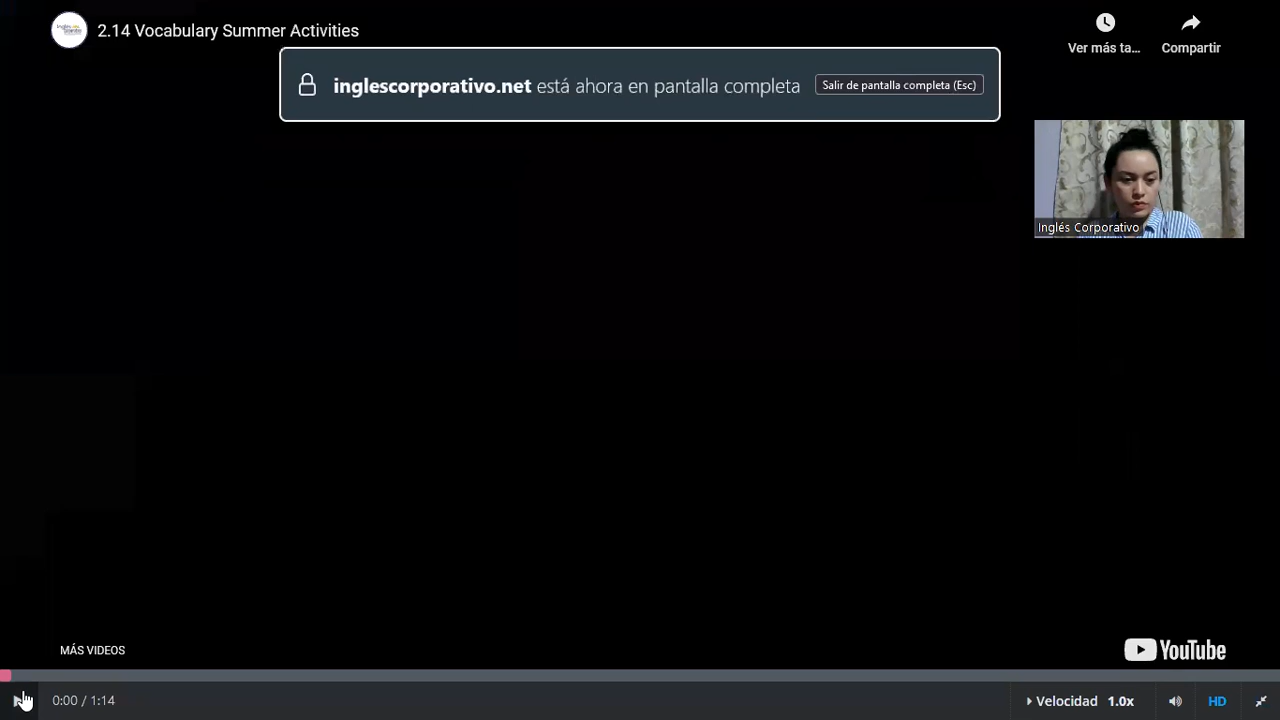 2.14 Vocabulary Summer Activities
Ver más ta...
Compartir
inglescorporativo.net está ahora en pantalla completa
Salir de pantalla completa (Esc)
Inglés Corporativo
MÁS VIDEOS
YouTube
0:00 / 1:14
Velocidad 1.0x
HD